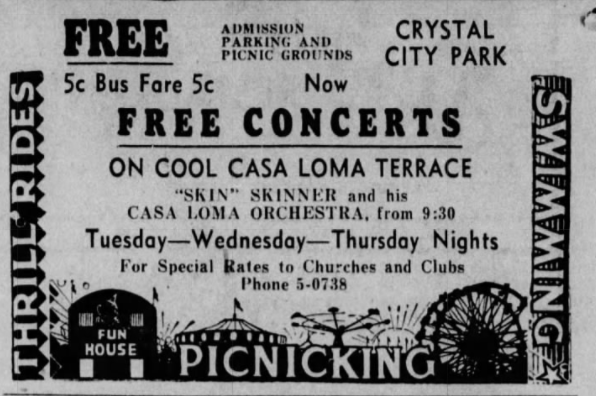 FREE
ADMISSION
PARKING AND
PICNIC GROUNDS
CRYSTAL
CITY PARK
5c Bus Fare 5c
Now
FREE CONCERTS
ON COOL CASA LOMA TERRACE
"SKIN" SKINNER and his
CASA LOMA ORCHESTRA, from 9:30
Tuesday—Wednesday—Thursday Nights
For Special Rates to Churches and Clubs
Phone 5-0738
THRILL RIDES
SWIMMING
FUN
HOUSE
PICNICKING